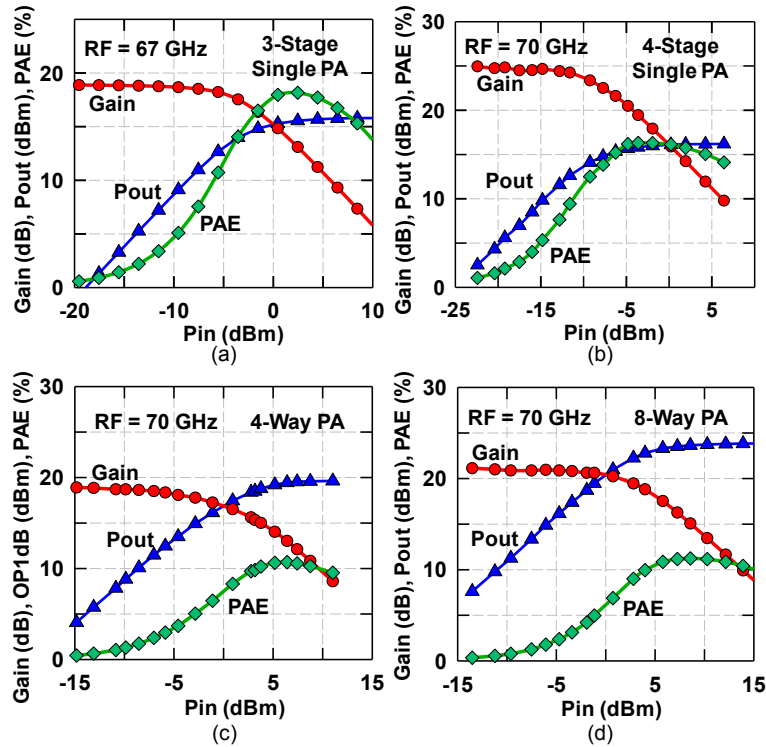 Gain (dB), Pout (dBm), PAE (%)
30
20
10
0
RF = 67 GHz
3-Stage
Single PA
Gain
Pout
PAE
-20
-10
0
10
Pin (dBm)
(a)
Gain (dB), Pout (dBm), PAE (%)
30
25
20
15
10
5
0
RF = 70 GHz
4-Stage
Single PA
Gain
Pout
PAE
-25
-15
-5
5
Pin (dBm)
(b)
Gain (dB), OP1dB (dBm), PAE (%)
30
20
10
0
RF = 70 GHz
4-Way PA
Gain
Pout
PAE
-15
-5
5
15
Pin (dBm)
(c)
Gain (dB), Pout (dBm), PAE (%)
30
20
10
0
RF = 70 GHz
8-Way PA
Gain
Pout
PAE
-15
-5
5
15
Pin (dBm)
(d)